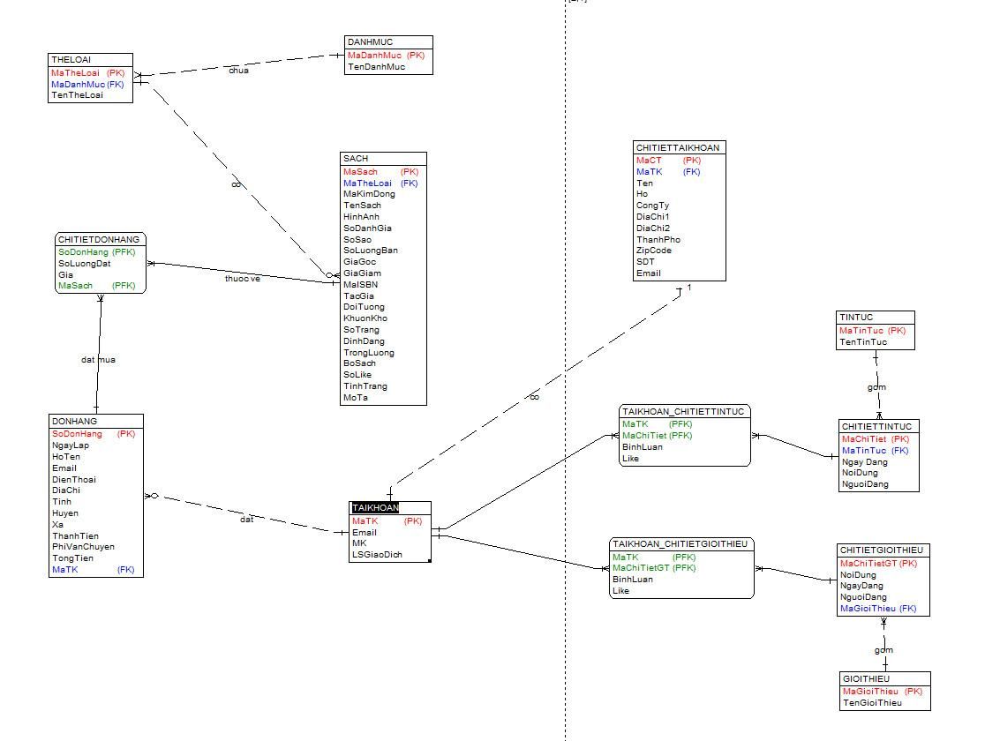 DANHMUC
MaDanhMuc (PK)
TenDanhMuc
THELOAI
MaTheLoai (PK)
MaDanhMuc (FK)
TenTheLoai
chua
SACH
MaSach (PK)
MaTheLoai (FK)
MaKimDong
TenSach
HinhAnh
SoDanhGia
SoSao
SoLuongBan
GiaGoc
GiaGiam
MaISBN
TacGia
DoiTuong
KhuonKho
SoTrang
DinhDang
TrongLuong
BoSach
SoLike
TinhTrang
MoTa
co
CHITIETDONHANG
SoDonHang (PFK)
SoLuongDat
Gia
MaSach (PFK)
thuoc ve
dat mua
DONHANG
SoDonHang (PK)
NgayLap
HoTen
Email
DienThoai
DiaChi
Tinh
Huyen
Xa
ThanhTien
PhiVanChuyen
TongTien
MaTK (FK)
dat
TAIKHOAN
MaTK (PK)
Email
MK
LSGiaoDich
co
CHITIETTAIKHOAN
MaCT (PK)
MaTK (FK)
Ten
Ho
CongTy
DiaChi1
DiaChi2
ThanhPho
ZipCode
SDT
Email
1
TINTUC
MaTinTuc (PK)
TenTinTuc
gom
TAIKHOAN_CHITIETTINTUC
MaTK (PFK)
MaChiTiet (PFK)
BinhLuan
Like
CHITIETTINTUC
MaChiTiet (PK)
MaTinTuc (FK)
Ngay Dang
NoiDung
NguoiDang
TAIKHOAN_CHITIETGIOITHIEU
MaTK (PFK)
MaChiTietGT (PFK)
BinhLuan
Like
CHITIETGIOITHIEU
MaChiTietGT (PK)
NoiDung
NgayDang
NguoiDang
MaGioiThieu (FK)
gom
GIOITHIEU
MaGioiThieu (PK)
TenGioiThieu